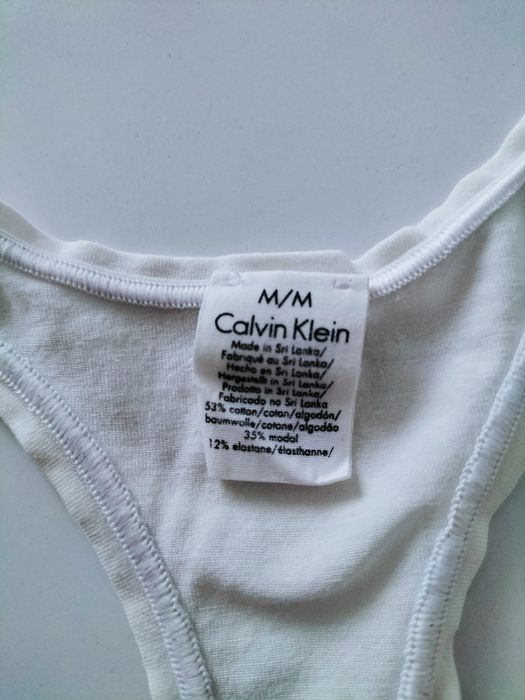 M/M
Calvin Klein
Made in Sri Lanka/
Fabriqué au Sri Lanka/
Hecho en Sri Lanka/
Hergestellt in Sri Lanka/
Prodotto in Sri Lanka/
Fabricado no Sri Lanka
53% cotton/coton/algodón/
baumwolle/cotone/algodão
35% modal
12% elastane/élasthanne/